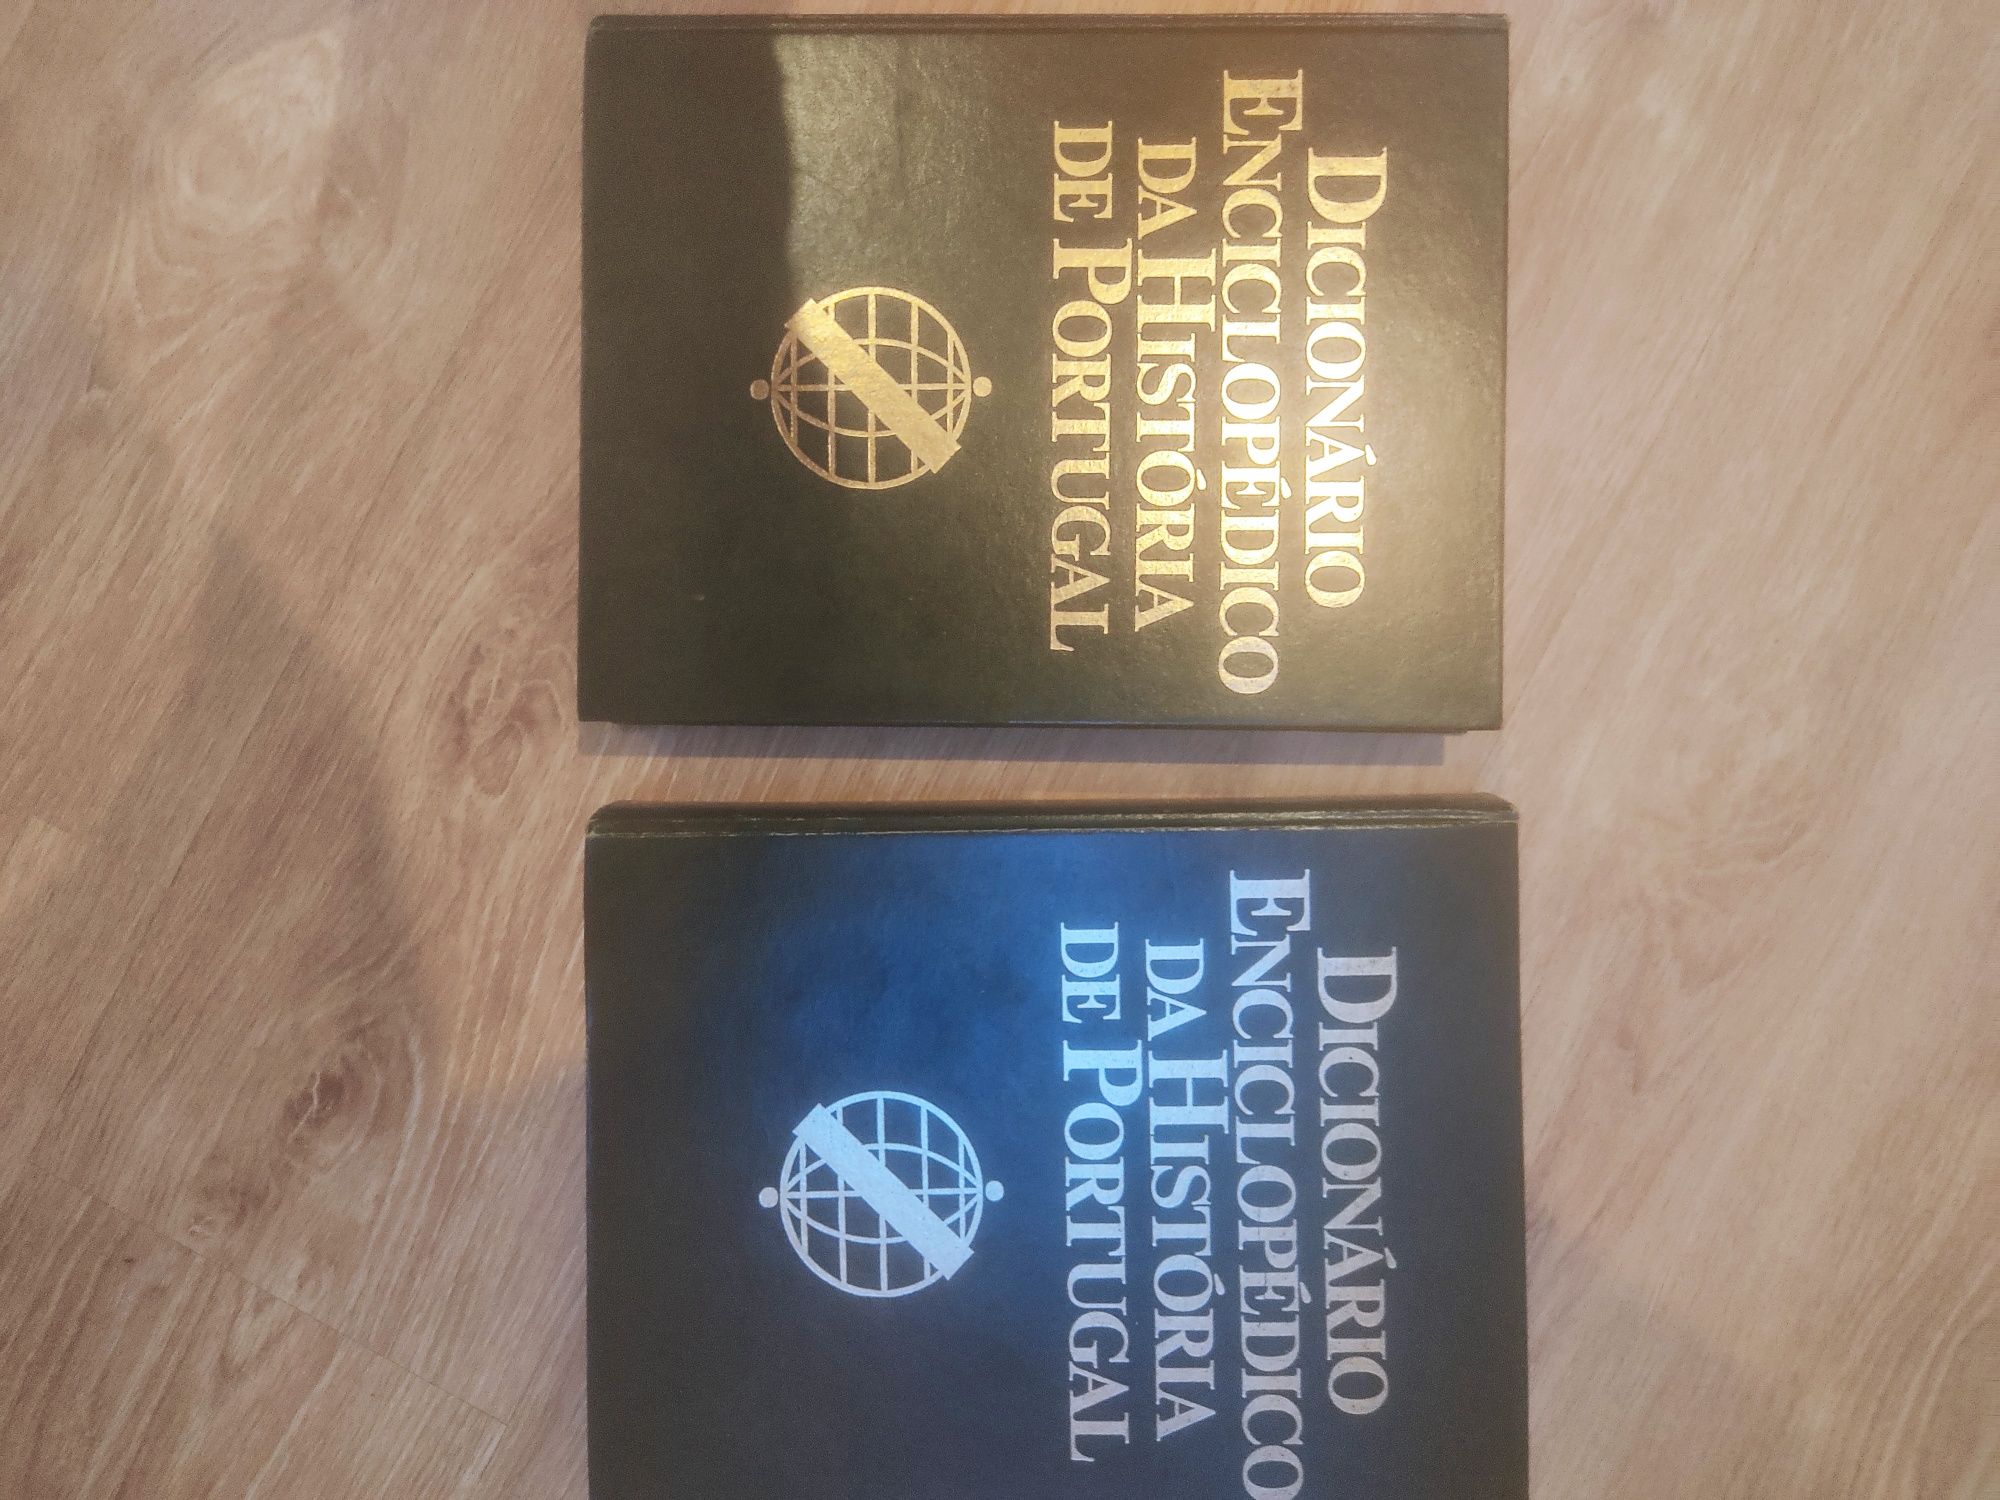 DICIONÁRIO
ENCICLOPÉDICO
DA HISTÓRIA
DE PORTUGAL
DICIONÁRIO
ENCICLOPÉDICO
DA HISTÓRIA
DE PORTUGAL